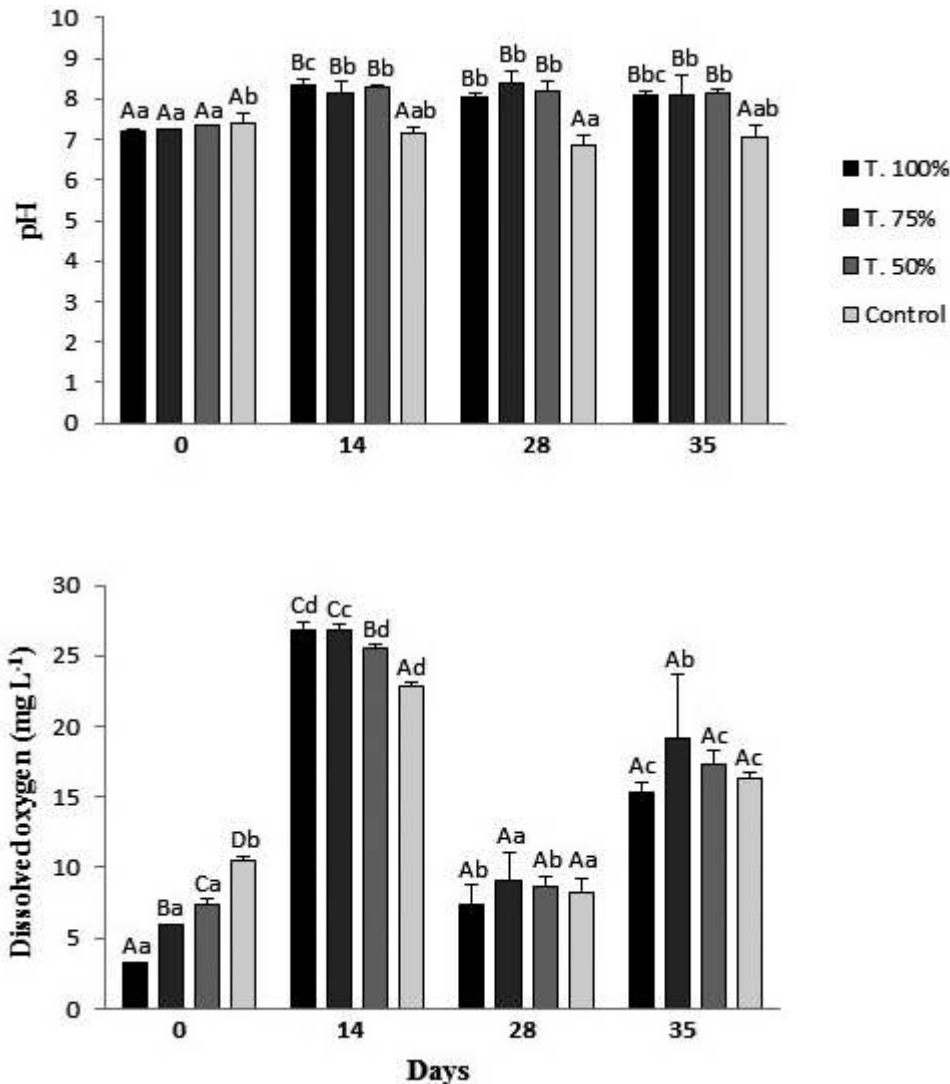 10
9
8
7
6
5
4
3
2
1
0
pH
Aa Aa Aa Ab
Bc Bb Bb Aab
Bb Bb Bb Aa
Bbc Bb Bb Aab
0 14 28 35
T. 100%
T. 75%
T. 50%
Control
30
25
20
15
10
5
0
Dissolvedoxygen (mg L⁻¹)
Aa Ba Ca Db
Cd Cc Bd Ad
Ab Aa Ab Aa
Ac Ab Ac Ac
0 14 28 35
Days